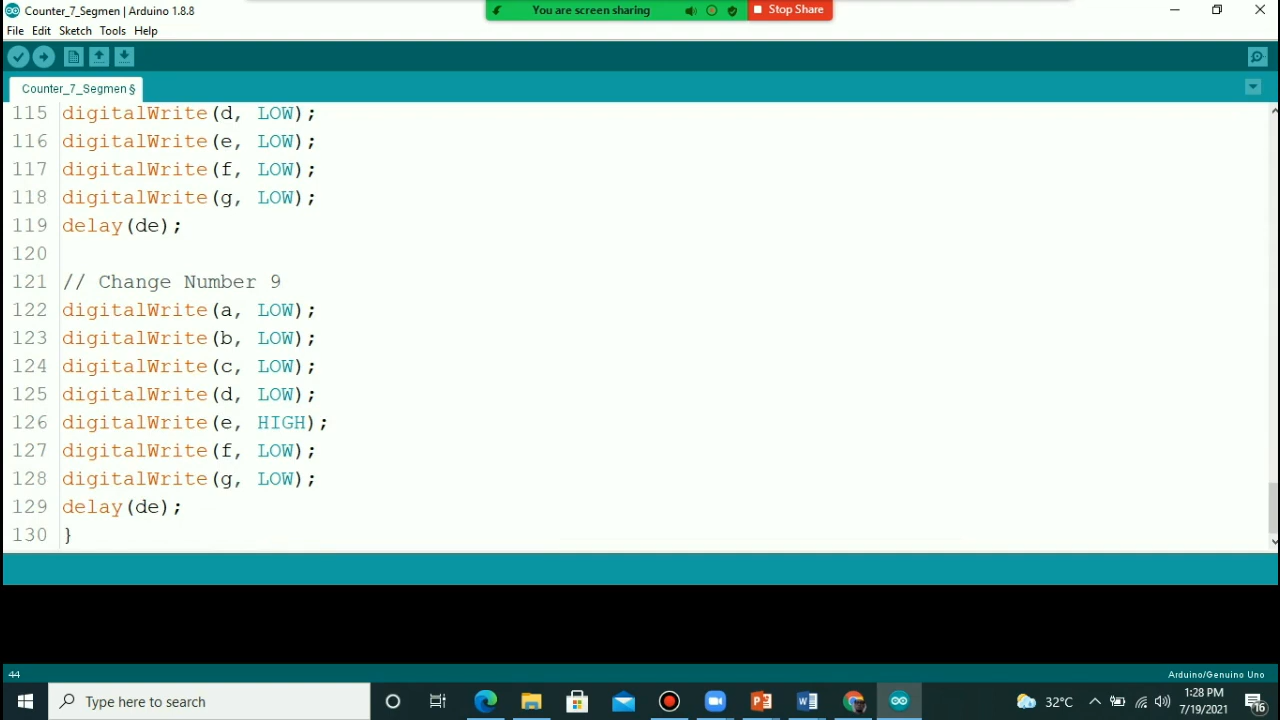 Counter_7_Segmen | Arduino 1.8.8
You are screen sharing
Stop Share
File Edit Sketch Tools Help
Counter_7_Segmen §
115 digitalWrite(d, LOW);
116 digitalWrite(e, LOW);
117 digitalWrite(f, LOW);
118 digitalWrite(g, LOW);
119 delay(de);
120
121 // Change Number 9
122 digitalWrite(a, LOW);
123 digitalWrite(b, LOW);
124 digitalWrite(c, LOW);
125 digitalWrite(d, LOW);
126 digitalWrite(e, HIGH);
127 digitalWrite(f, LOW);
128 digitalWrite(g, LOW);
129 delay(de);
130 }
44
Arduino/Genuino Uno
Type here to search
32°C
1:28 PM
7/19/2021
16